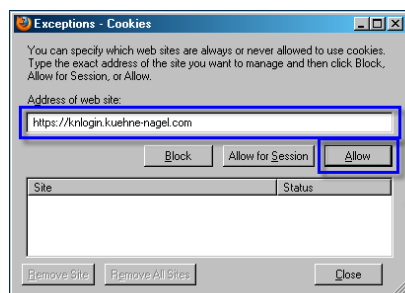 Exceptions - Cookies
You can specify which web sites are always or never allowed to use cookies.
Type the exact address of the site you want to manage and then click Block,
Allow for Session, or Allow.
Address of web site:
https://knlogin.kuehne-nagel.com
Block Allow for Session Allow
Site Status
Remove Site Remove All Sites Close